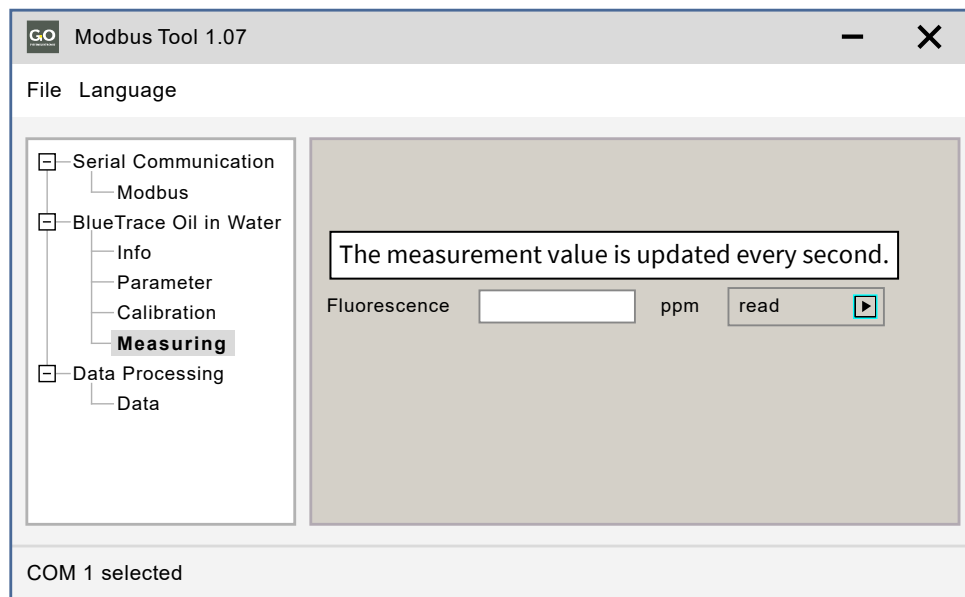 GO
Modbus Tool 1.07
File Language
Serial Communication
Modbus
BlueTrace Oil in Water
Info
Parameter
Calibration
Measuring
Data Processing
Data
The measurement value is updated every second.
Fluorescence ppm read
COM 1 selected